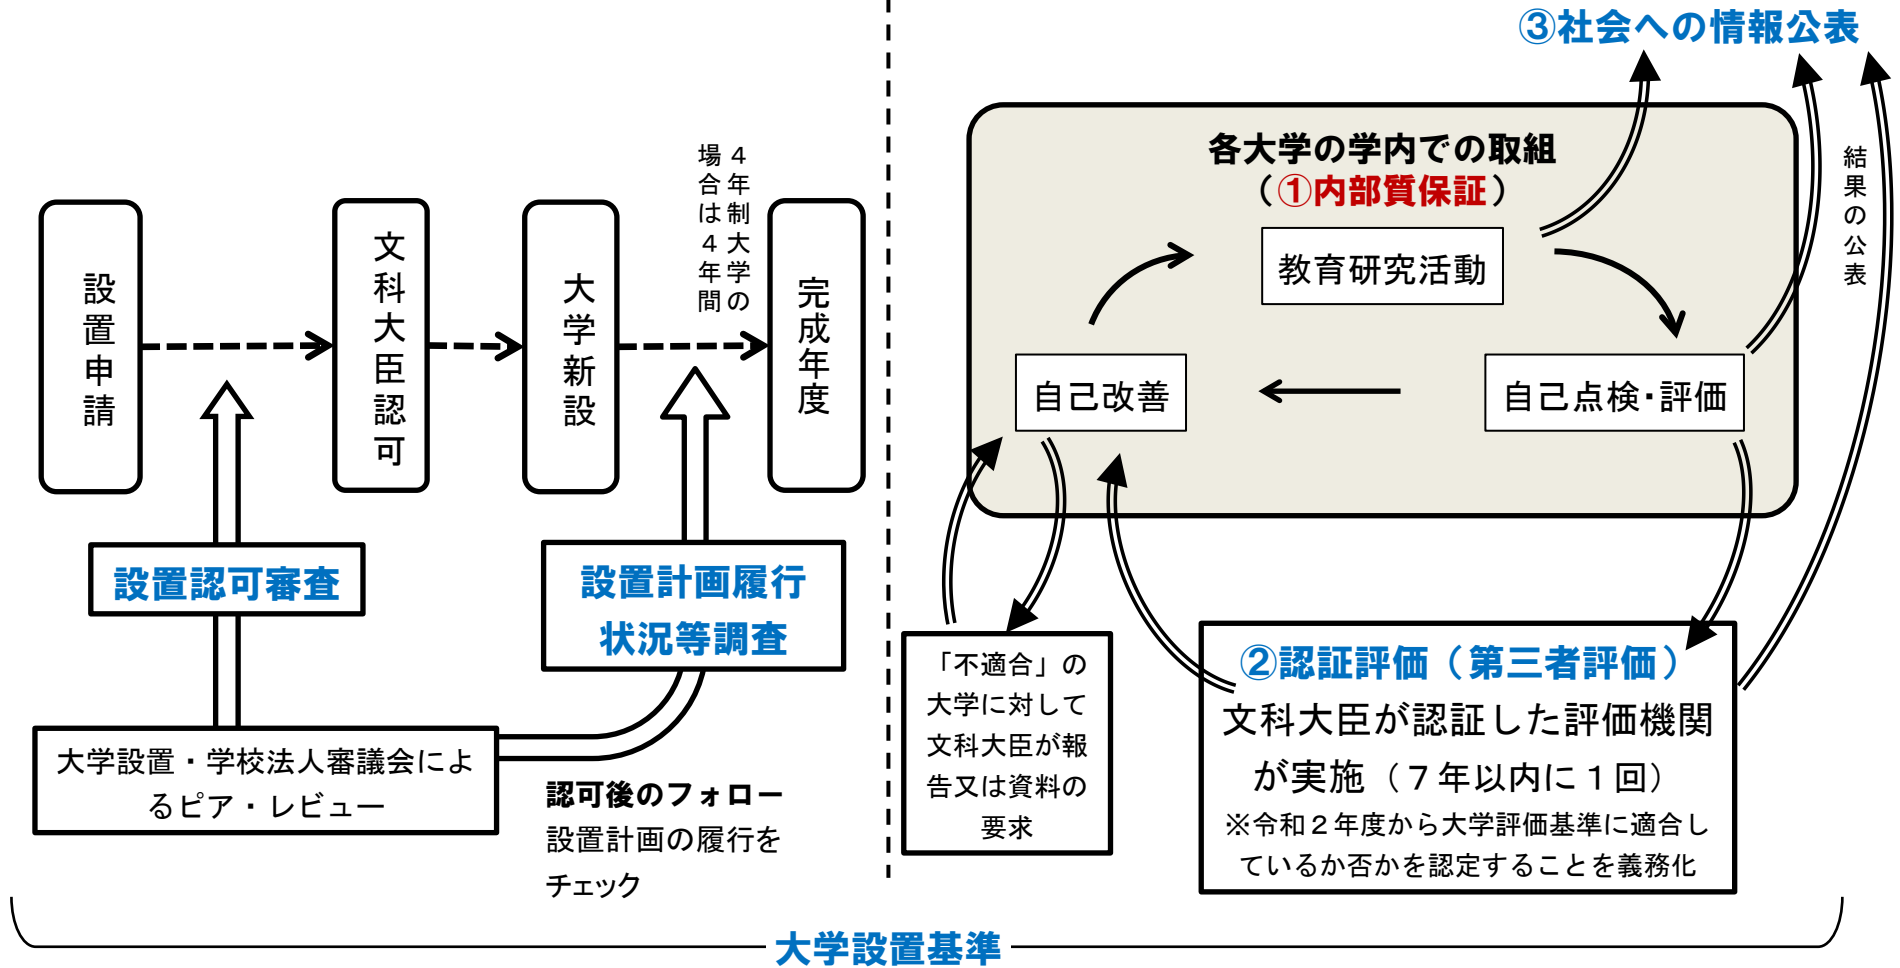 設置申請
文科大臣認可
大学新設
４年制大学の
場合は４年間
完成年度
設置認可審査
設置計画履行
状況等調査
大学設置・学校法人審議会によ
るピア・レビュー
認可後のフォロー
設置計画の履行を
チェック
③社会への情報公表
各大学の学内での取組
（①内部質保証）
教育研究活動
自己改善
自己点検・評価
結果の公表
「不適合」の
大学に対して
文科大臣が報
告又は資料の
要求
②認証評価（第三者評価）
文科大臣が認証した評価機関
が実施（７年以内に１回）
※令和２年度から大学評価基準に適合し
ているか否かを認定することを義務化
大学設置基準